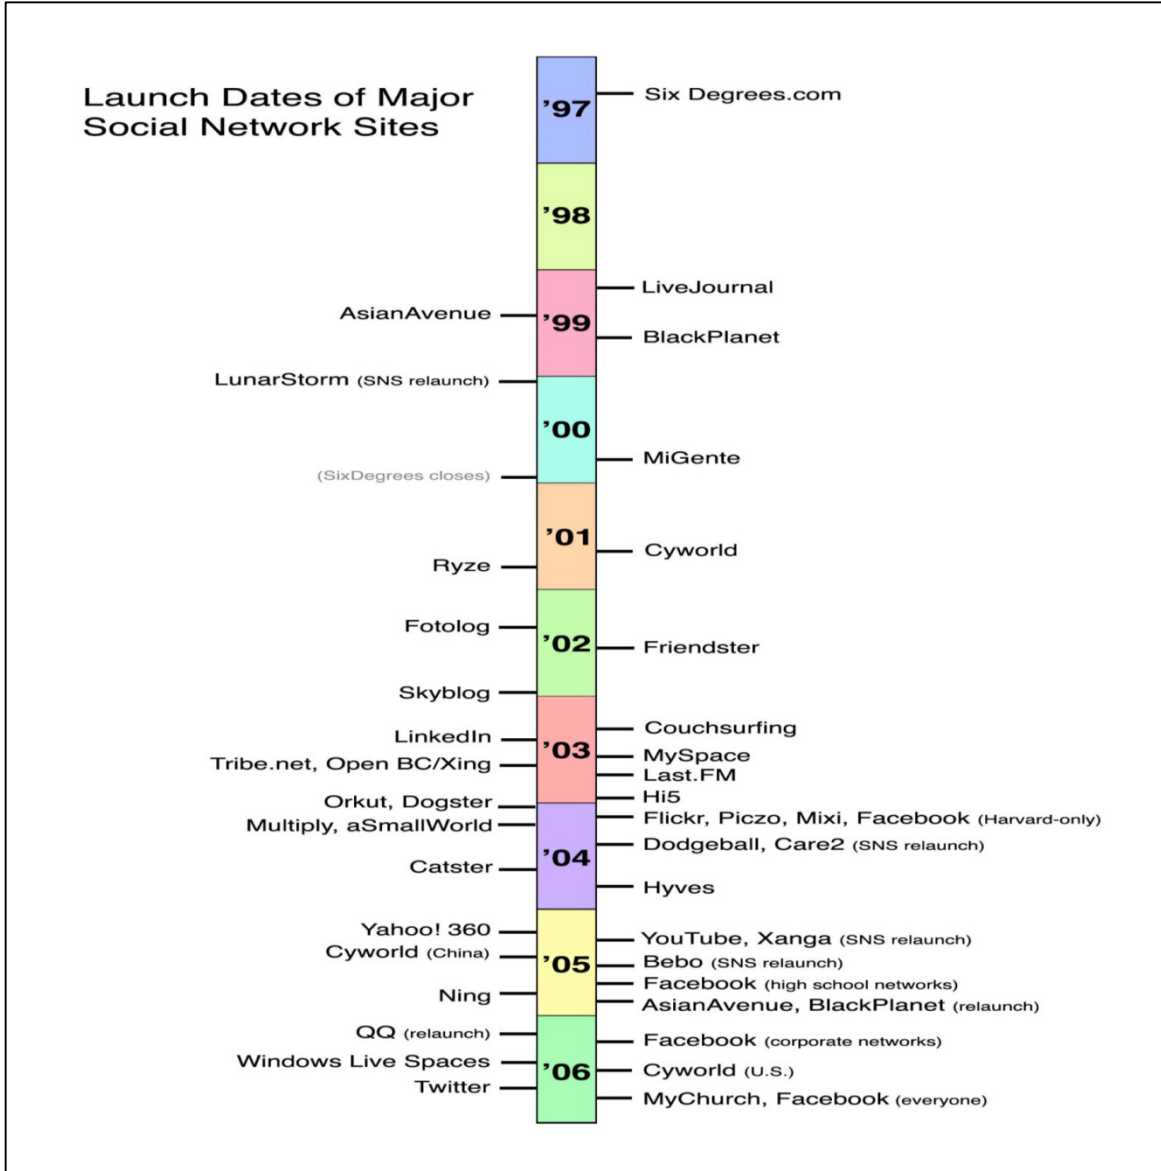 Launch Dates of Major
Social Network Sites
'97
Six Degrees.com
'98
'99
LiveJournal
AsianAvenue
BlackPlanet
LunarStorm (SNS relaunch)
'00
MiGente
(SixDegrees closes)
'01
Cyworld
Ryze
Fotolog
'02
Friendster
Skyblog
'03
Couchsurfing
LinkedIn
MySpace
Tribe.net, Open BC/Xing
Last.FM
Hi5
Orkut, Dogster
'04
Flickr, Piczo, Mixi, Facebook (Harvard-only)
Multiply, aSmallWorld
Dodgeball, Care2 (SNS relaunch)
Catster
Hyves
'05
Yahoo! 360
YouTube, Xanga (SNS relaunch)
Cyworld (China)
Bebo (SNS relaunch)
Facebook (high school networks)
Ning
AsianAvenue, BlackPlanet (relaunch)
'06
QQ (relaunch)
Facebook (corporate networks)
Windows Live Spaces
Cyworld (U.S.)
Twitter
MyChurch, Facebook (everyone)